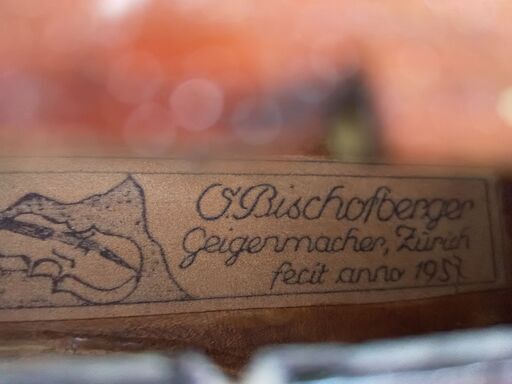 G. Bischofberger
Geigenmacher, Zürich
fecit anno 1957